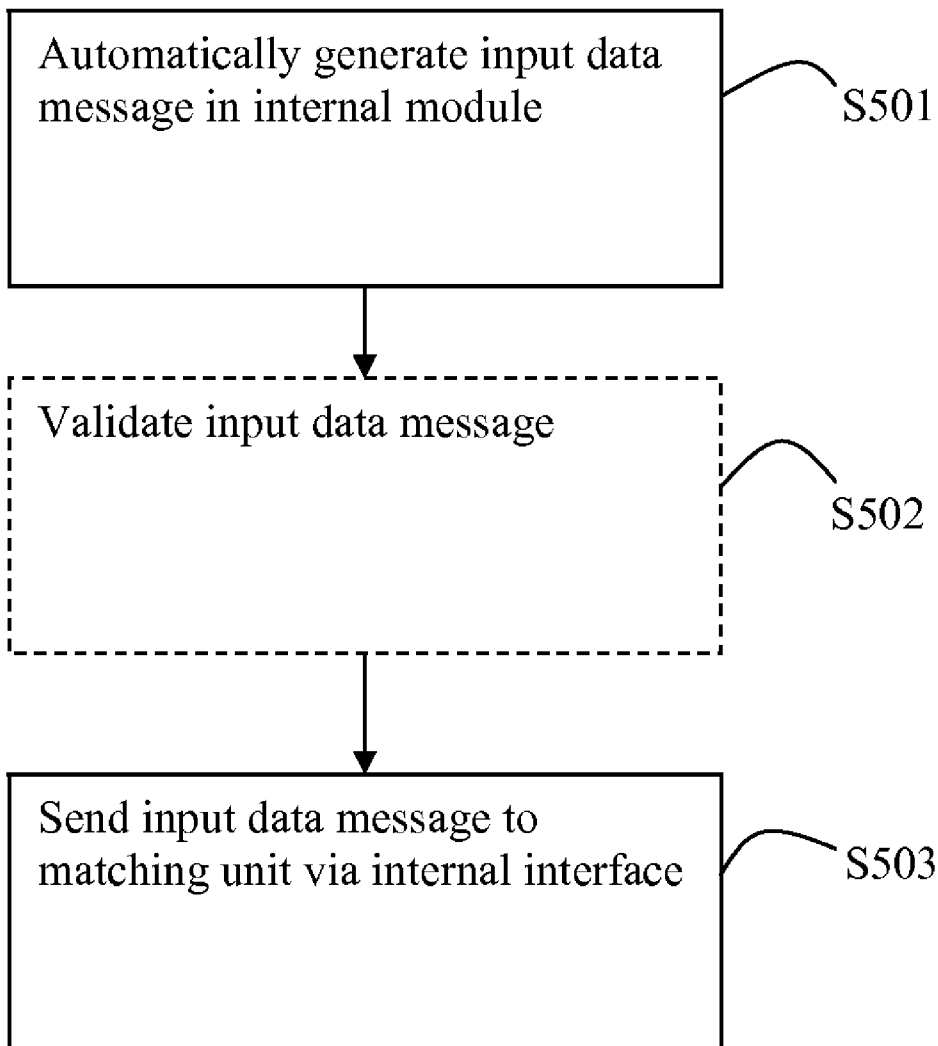 Automatically generate input data
message in internal module
S501
Validate input data message
S502
Send input data message to
matching unit via internal interface
S503